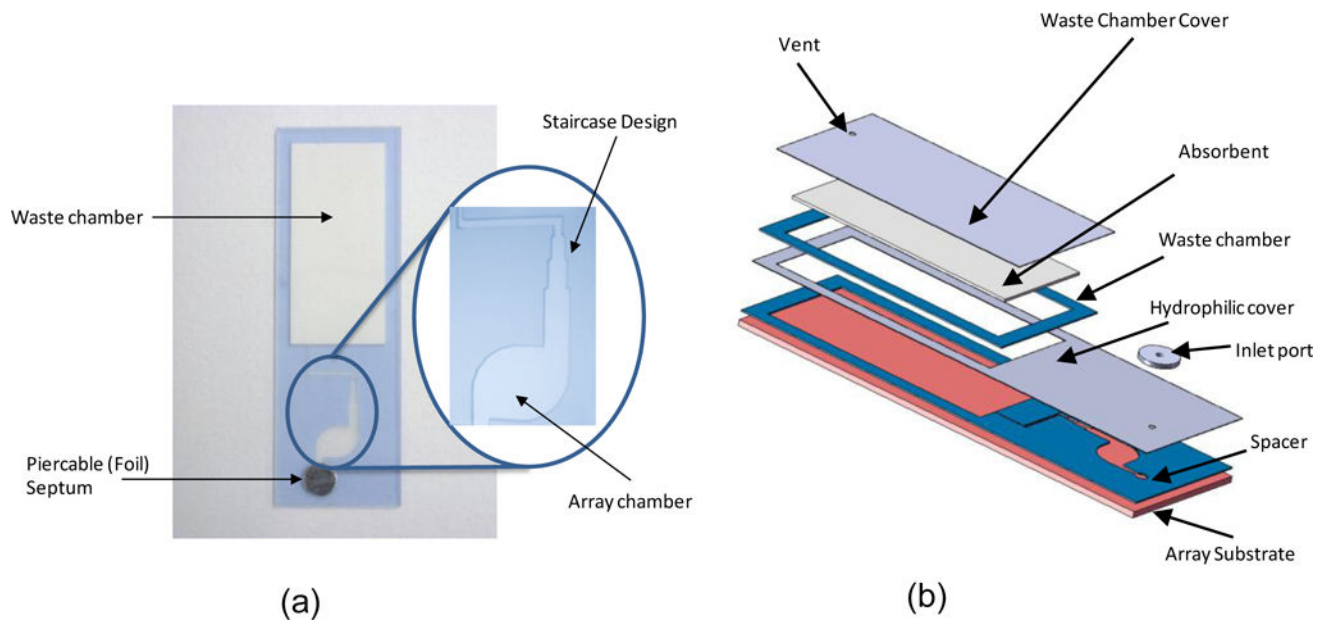 Waste Chamber Cover
Vent
Staircase Design
Absorbent
Waste chamber
Waste chamber
Hydrophilic cover
Inlet port
Piercable (Foil)
Septum
Array chamber
Spacer
Array Substrate
(a)
(b)